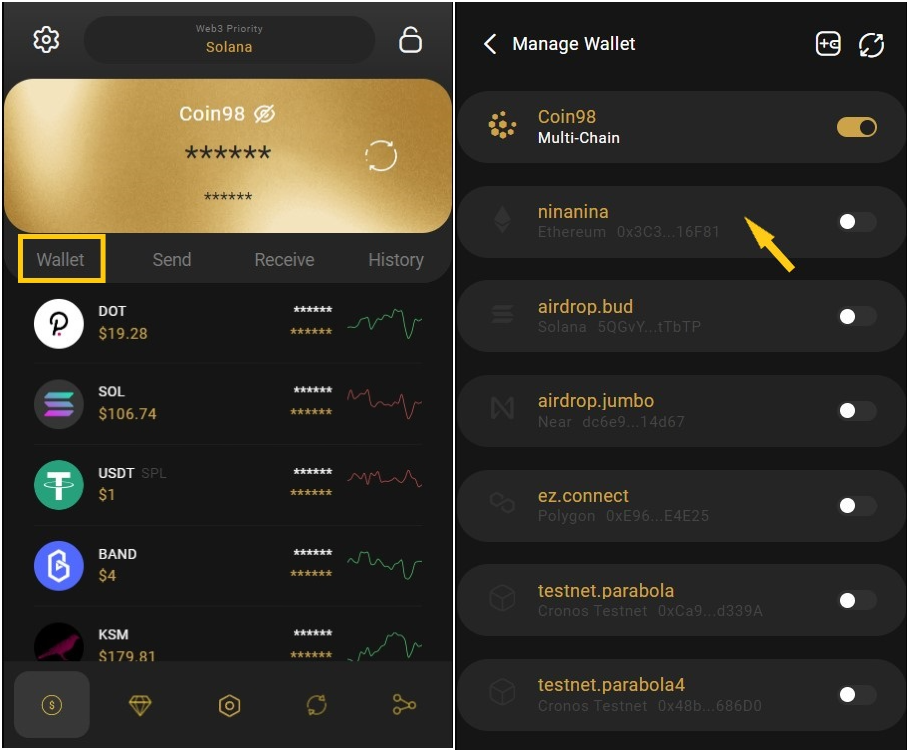 Web3 Priority
Solana
Coin98
******
******
Wallet
Send
Receive
History
DOT
******
$19.28
******
SOL
******
$106.74
******
USDT SPL
******
$1
******
BAND
******
$4
******
KSM
******
$179.81
******
Manage Wallet
Coin98
Multi-Chain
ninanina
Ethereum 0x3C3...16F81
airdrop.bud
Solana 5QGvY...tTbTP
airdrop.jumbo
Near dc6e9...14d67
ez.connect
Polygon 0xE96...E4E25
testnet.parabola
Cronos Testnet 0xCa9...d339A
testnet.parabola4
Cronos Testnet 0x48b...686D0